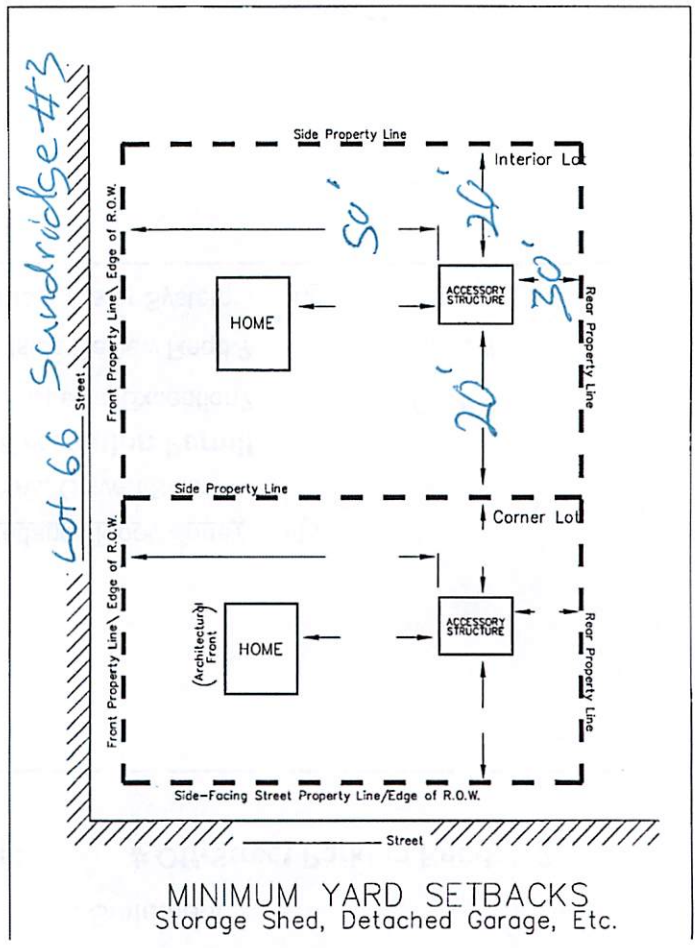 Lot 66 Sundridge #3
Street
Side Property Line
Interior Lot
Front Property Line\ Edge of R.O.W.
50'
20'
HOME
ACCESSORY
STRUCTURE
30'
Rear Property Line
20'
Side Property Line
Corner Lot
Front Property Line\ Edge of R.O.W.
(Architectural
Front)
HOME
ACCESSORY
STRUCTURE
Rear Property Line
Side-Facing Street Property Line/Edge of R.O.W.
Street
MINIMUM YARD SETBACKS
Storage Shed, Detached Garage, Etc.